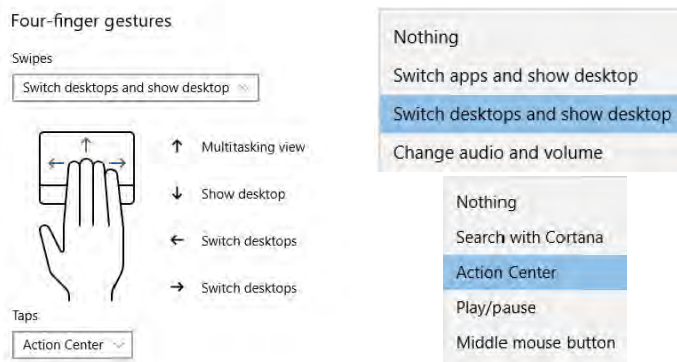 Four-finger gestures
Swipes
Switch desktops and show desktop
↑ Multitasking view
↓ Show desktop
← Switch desktops
→ Switch desktops
Taps
Action Center
Nothing
Switch apps and show desktop
Switch desktops and show desktop
Change audio and volume
Nothing
Search with Cortana
Action Center
Play/pause
Middle mouse button